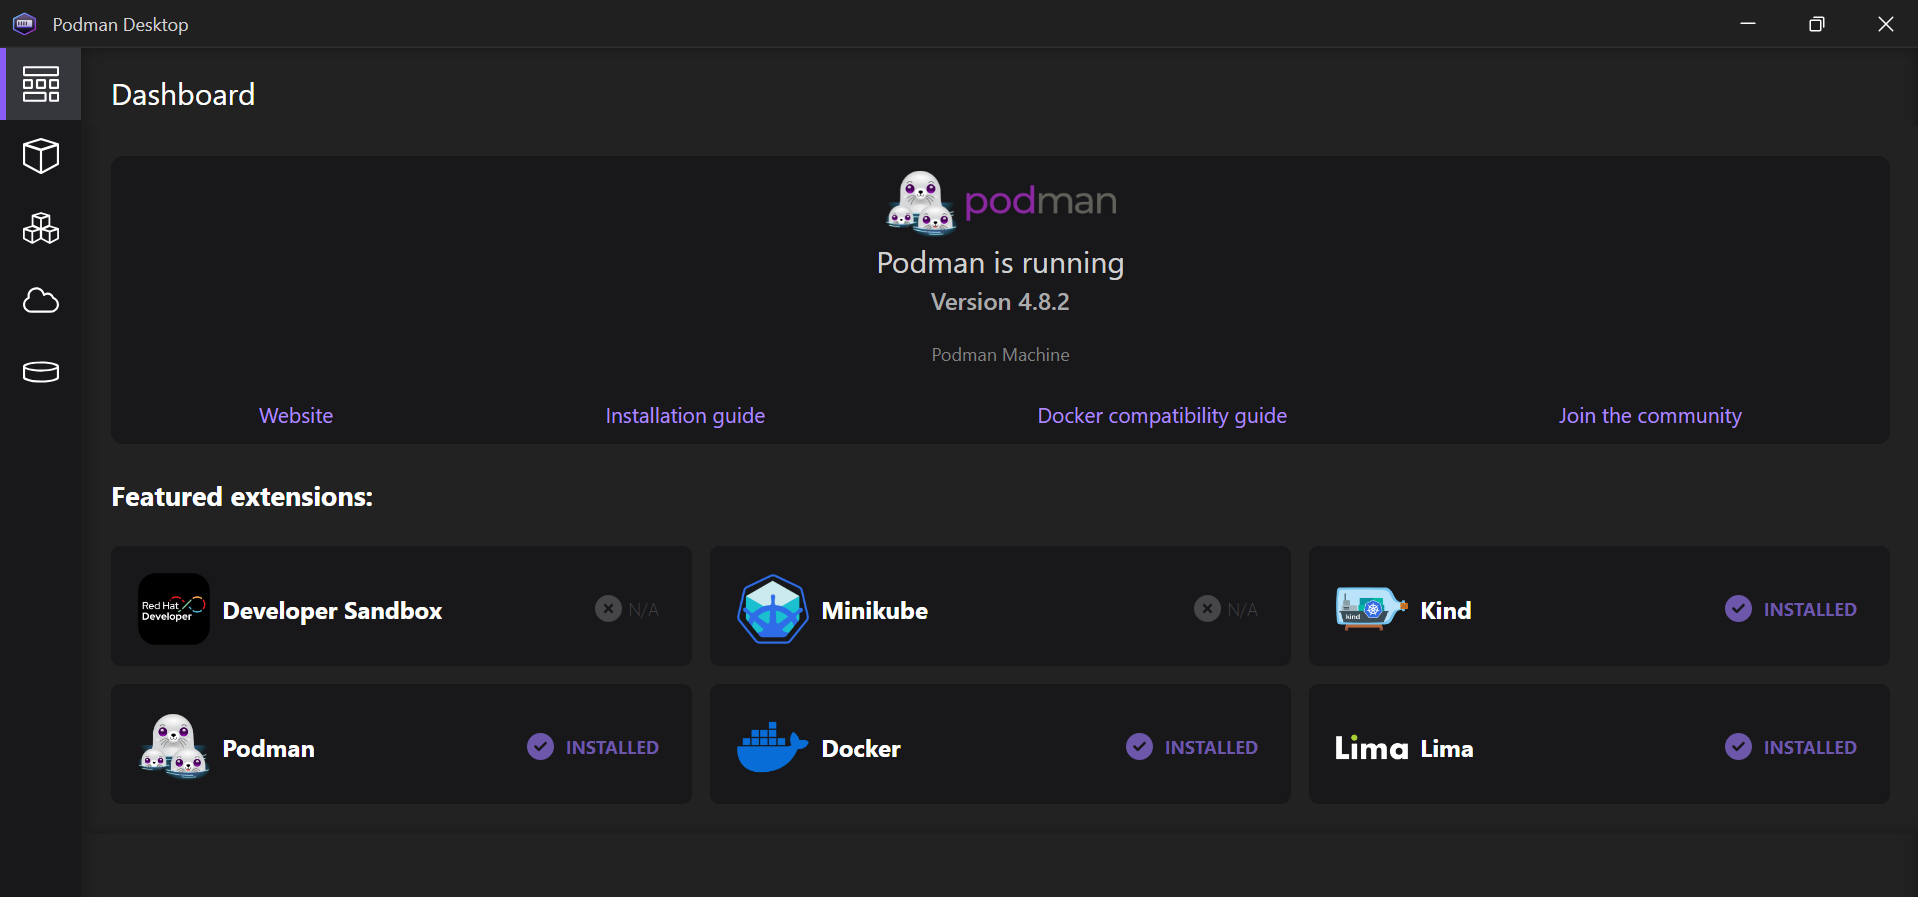 Podman Desktop
Dashboard
podman
Podman is running
Version 4.8.2
Podman Machine
Website
Installation guide
Docker compatibility guide
Join the community
Featured extensions:
Red Hat
Developer
Developer Sandbox
N/A
Minikube
N/A
kind
Kind
INSTALLED
Podman
INSTALLED
Docker
INSTALLED
Lima
Lima
INSTALLED